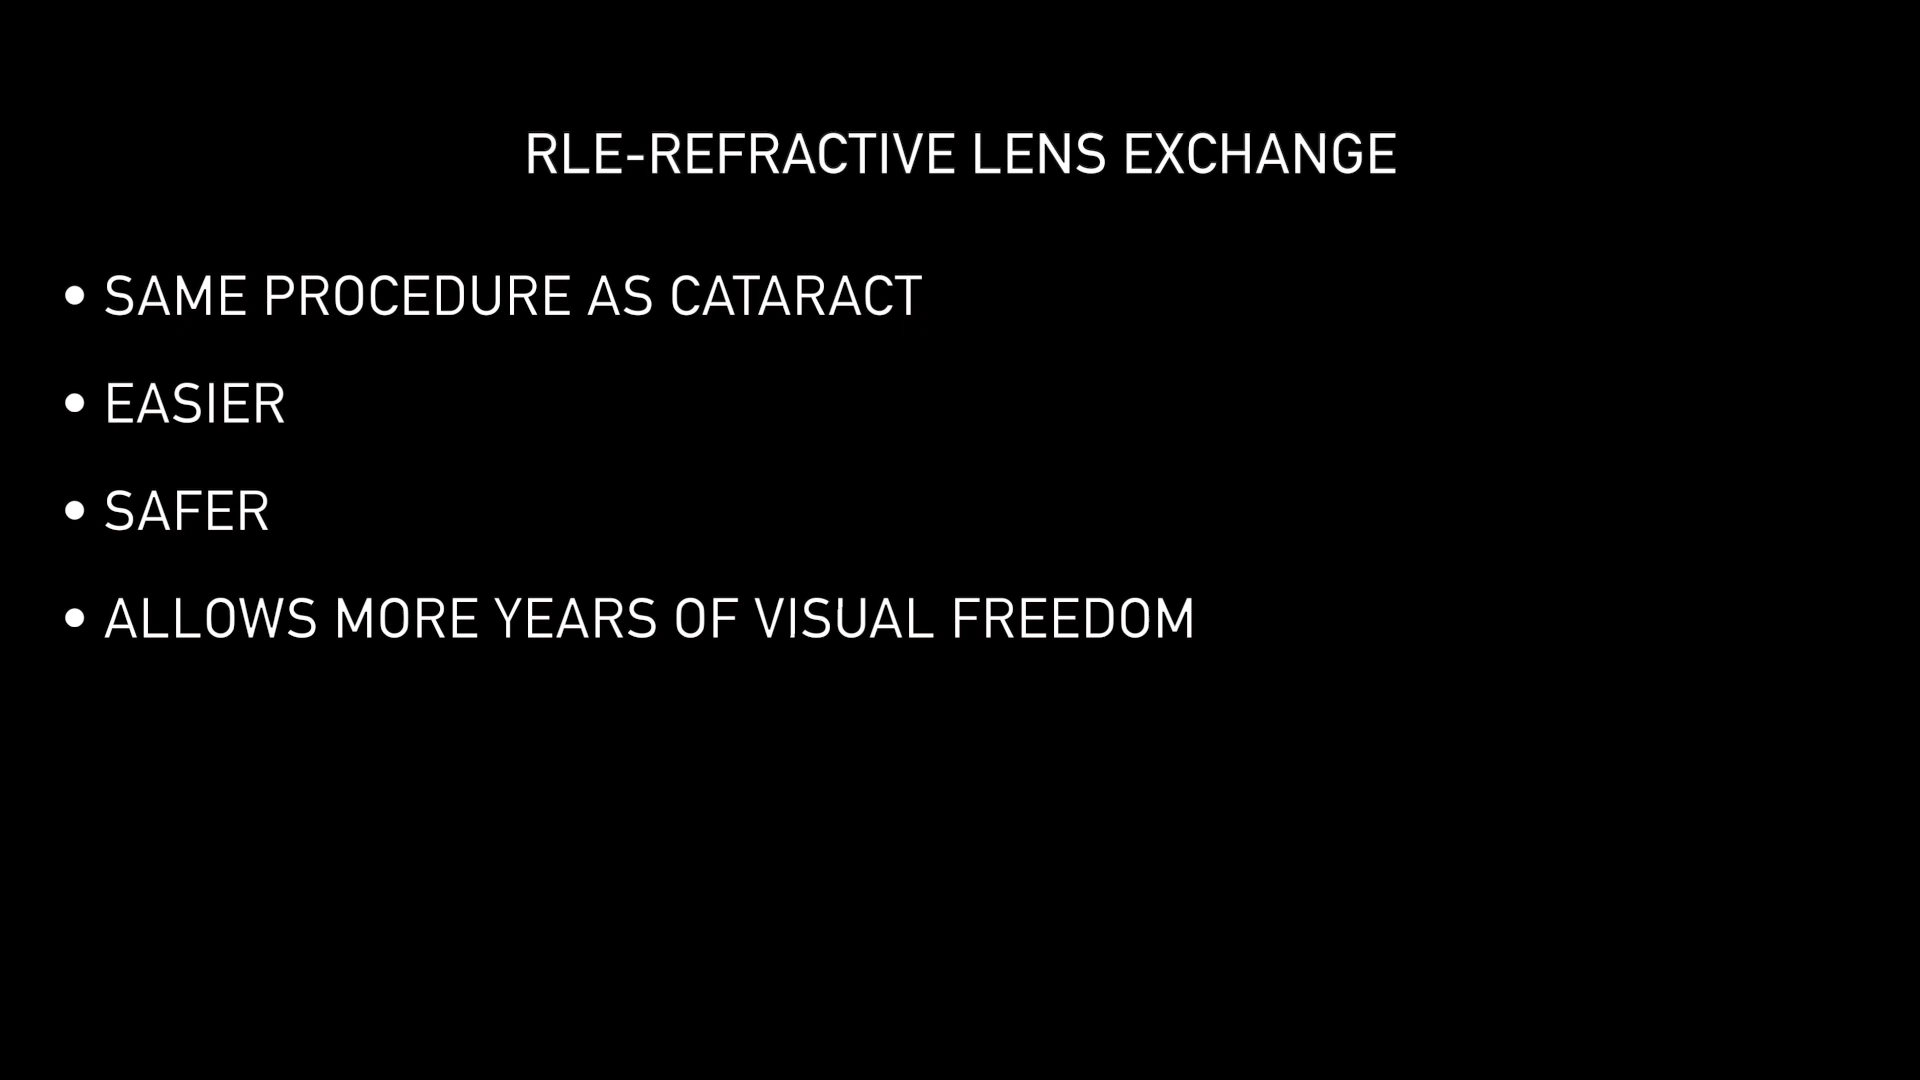 RLE-REFRACTIVE LENS EXCHANGE
• SAME PROCEDURE AS CATARACT
• EASIER
• SAFER
• ALLOWS MORE YEARS OF VISUAL FREEDOM